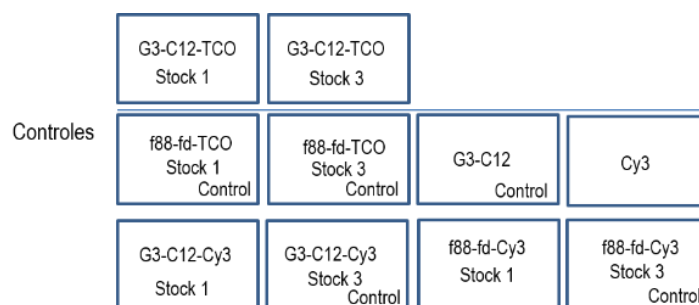 G3-C12-TCO
Stock 1
G3-C12-TCO
Stock 3
Controles
f88-fd-TCO
Stock 1
Control
f88-fd-TCO
Stock 3
Control
G3-C12
Control
Cy3
G3-C12-Cy3
Stock 1
G3-C12-Cy3
Stock 3
Control
f88-fd-Cy3
Stock 1
f88-fd-Cy3
Stock 3
Control